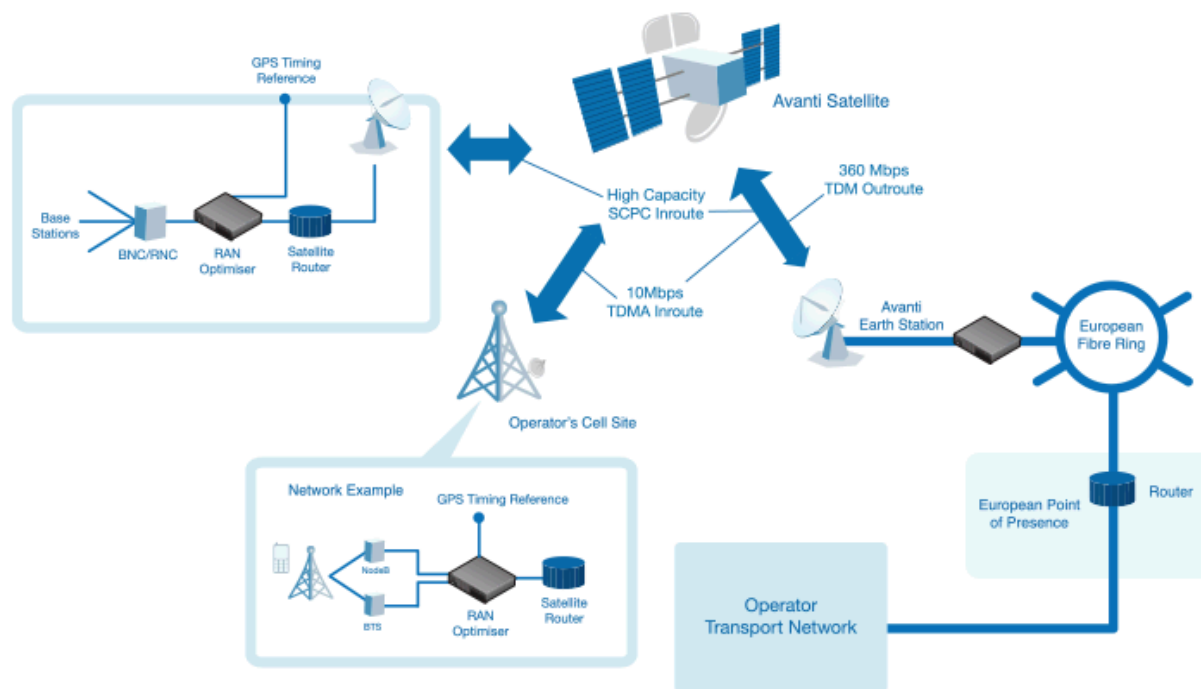 GPS Timing
Reference
Avanti Satellite
Base
Stations
BNC/RNC
RAN
Optimiser
Satellite
Router
High Capacity
SCPC Inroute
360 Mbps
TDM Outroute
10Mbps
TDMA Inroute
Avanti
Earth Station
European
Fibre Ring
Operator's Cell Site
Network Example
GPS Timing Reference
NodeB
BTS
RAN
Optimiser
Satellite
Router
European Point
of Presence
Router
Operator
Transport Network